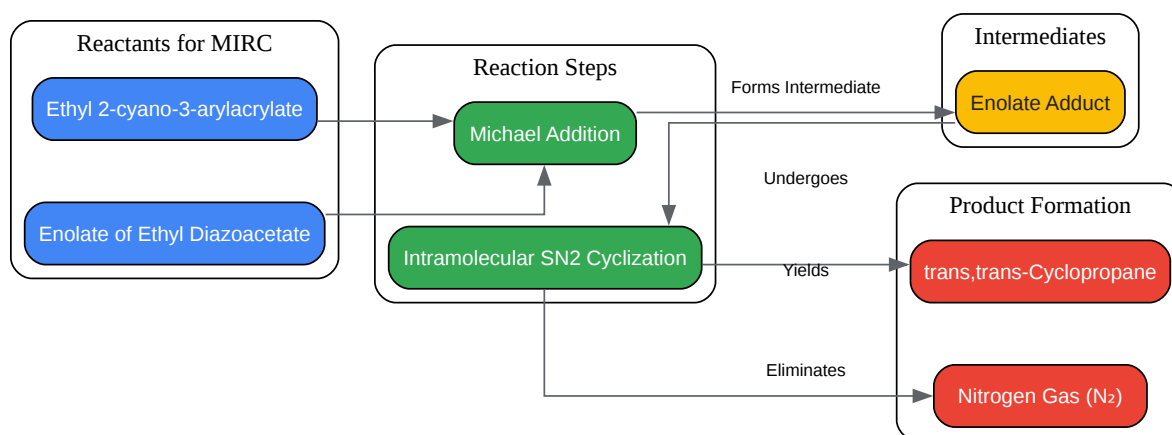 Reactants for MIRC
Ethyl 2-cyano-3-arylacrylate
Enolate of Ethyl Diazoacetate
Reaction Steps
Michael Addition
Intramolecular SN2 Cyclization
Forms Intermediate
Undergoes
Yields
Eliminates
Intermediates
Enolate Adduct
Product Formation
trans,trans-Cyclopropane
Nitrogen Gas (N₂)